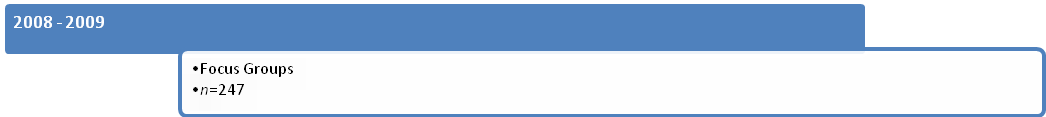 2008 - 2009
•Focus Groups
•n=247